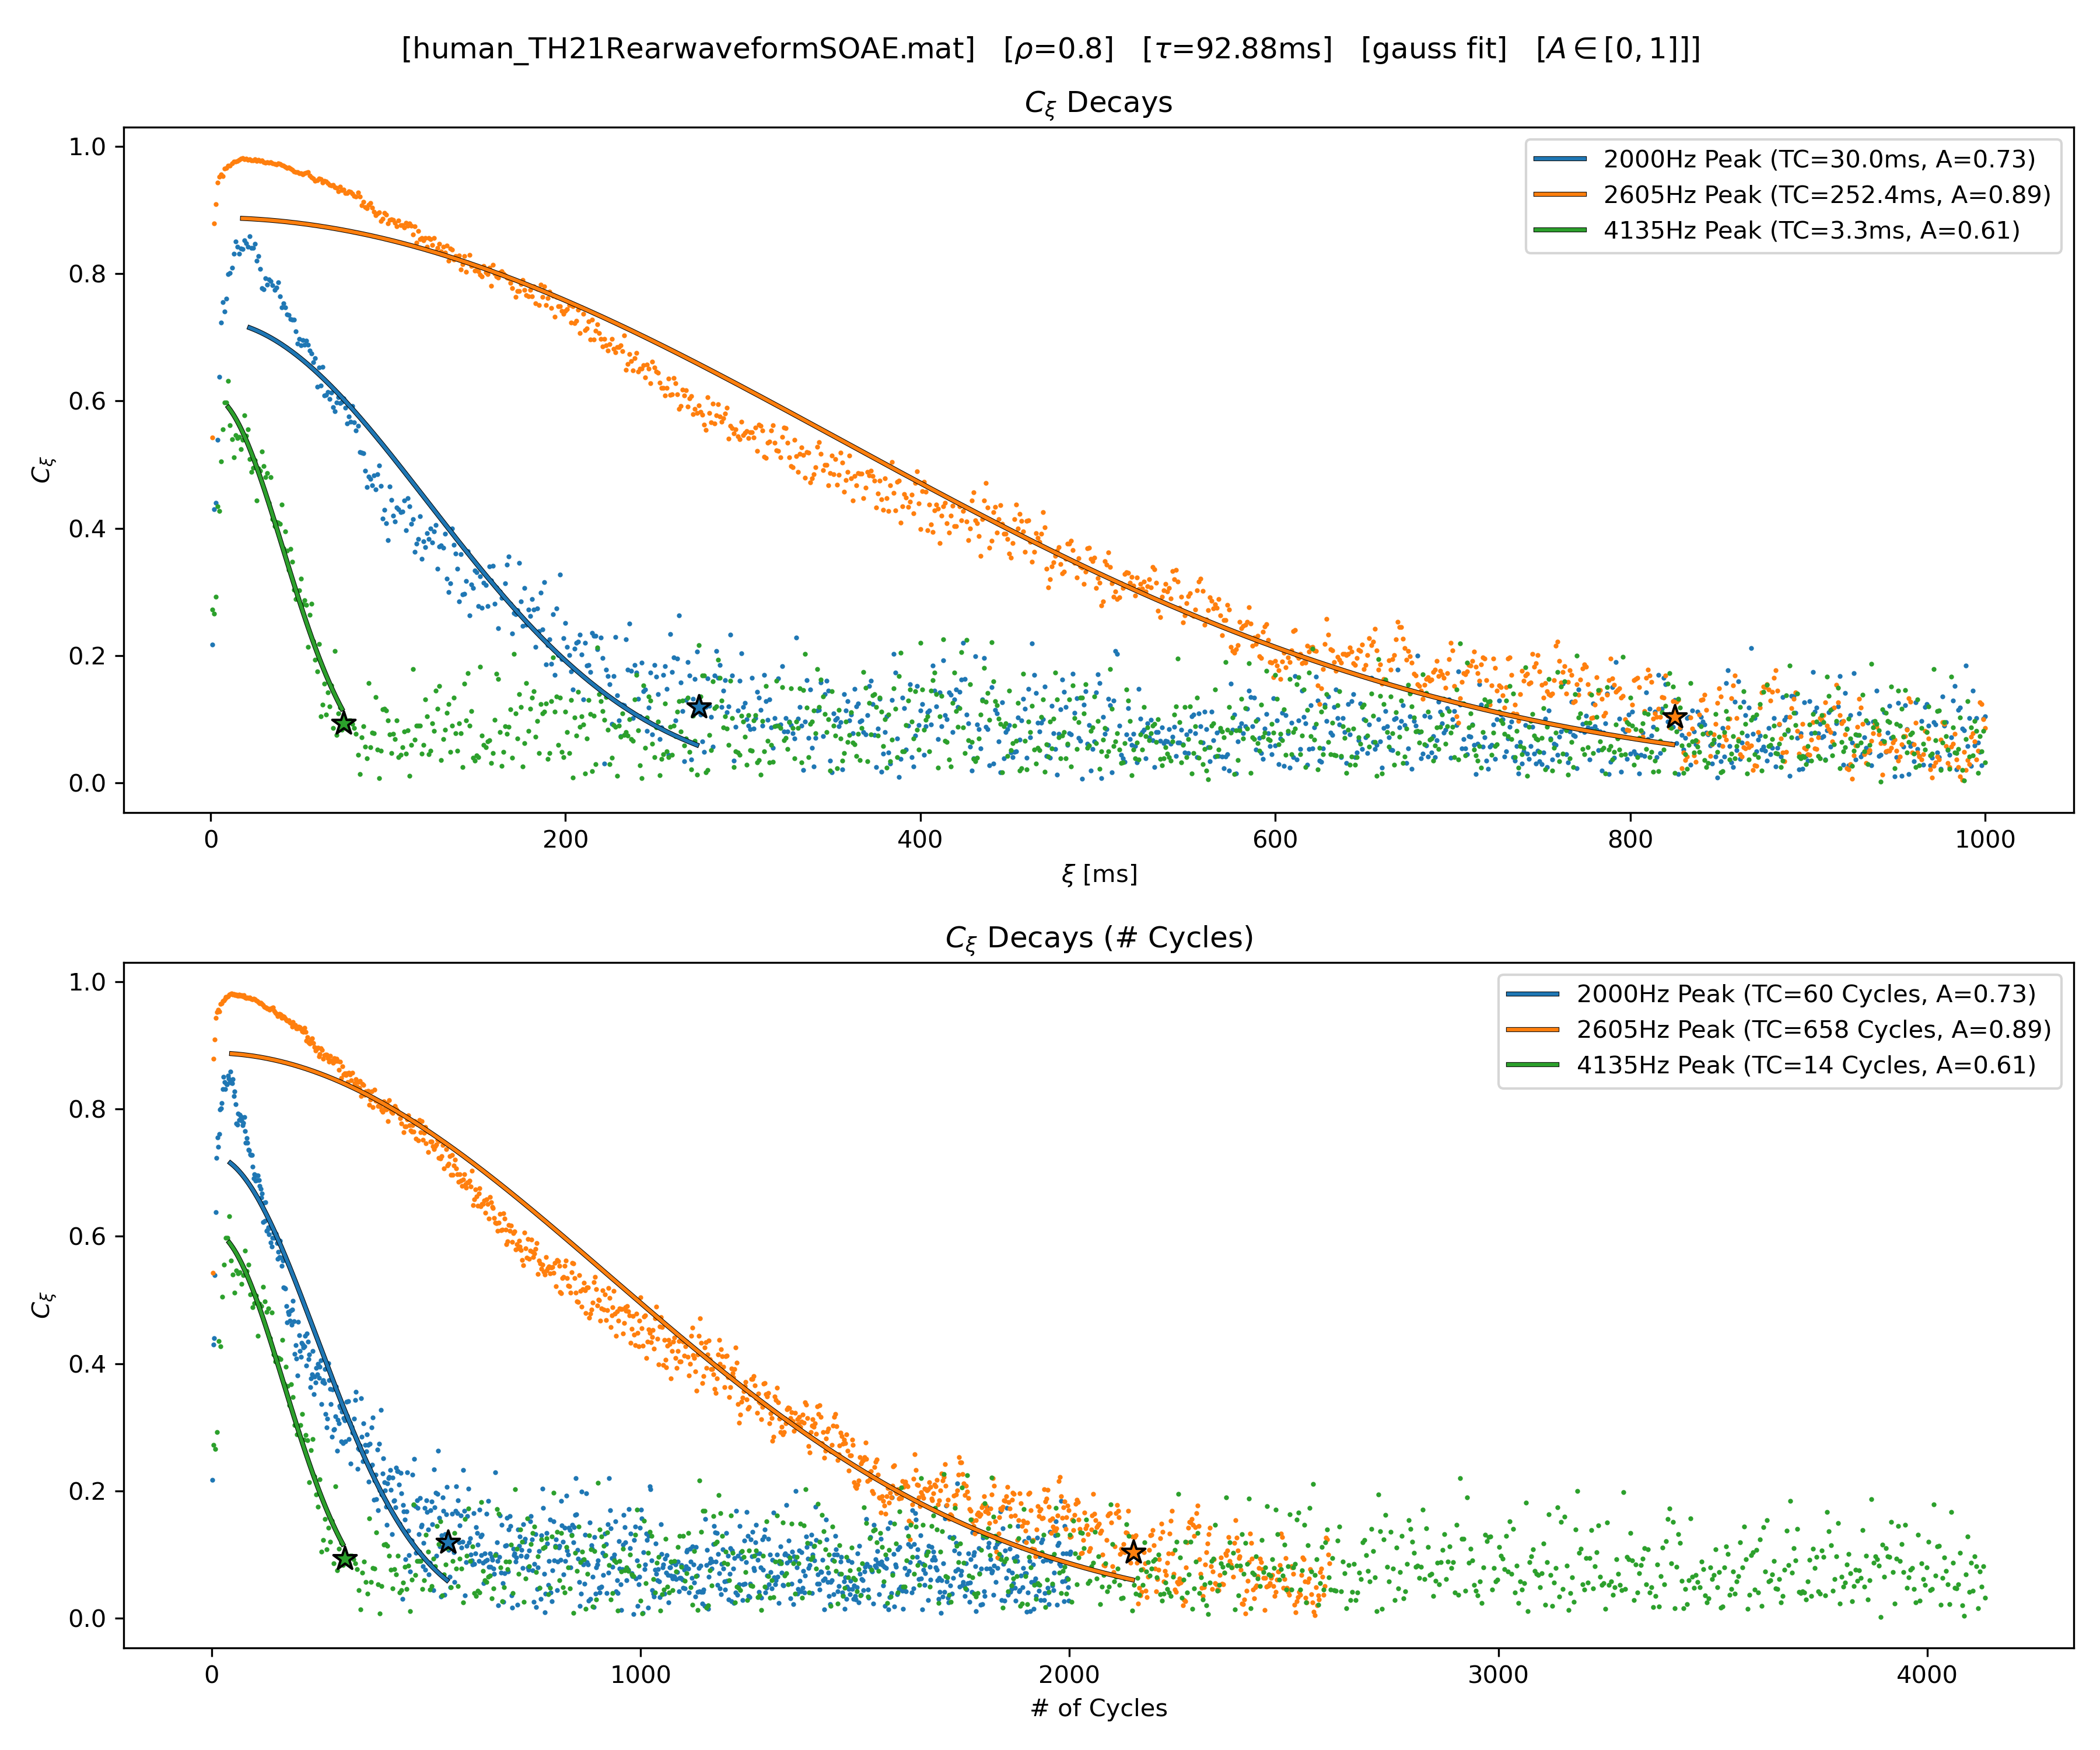 [human_TH21RearwaveformSOAE.mat] [ρ=0.8] [τ=92.88ms] [gauss fit] [A ∈ [0, 1]]]
C_ξ Decays
1.0
0.8
0.6
0.4
0.2
0.0
C_ξ
2000Hz Peak (TC=30.0ms, A=0.73)
2605Hz Peak (TC=252.4ms, A=0.89)
4135Hz Peak (TC=3.3ms, A=0.61)
0 200 400 600 800 1000
ξ [ms]
C_ξ Decays (# Cycles)
1.0
0.8
0.6
0.4
0.2
0.0
C_ξ
2000Hz Peak (TC=60 Cycles, A=0.73)
2605Hz Peak (TC=658 Cycles, A=0.89)
4135Hz Peak (TC=14 Cycles, A=0.61)
0 1000 2000 3000 4000
# of Cycles